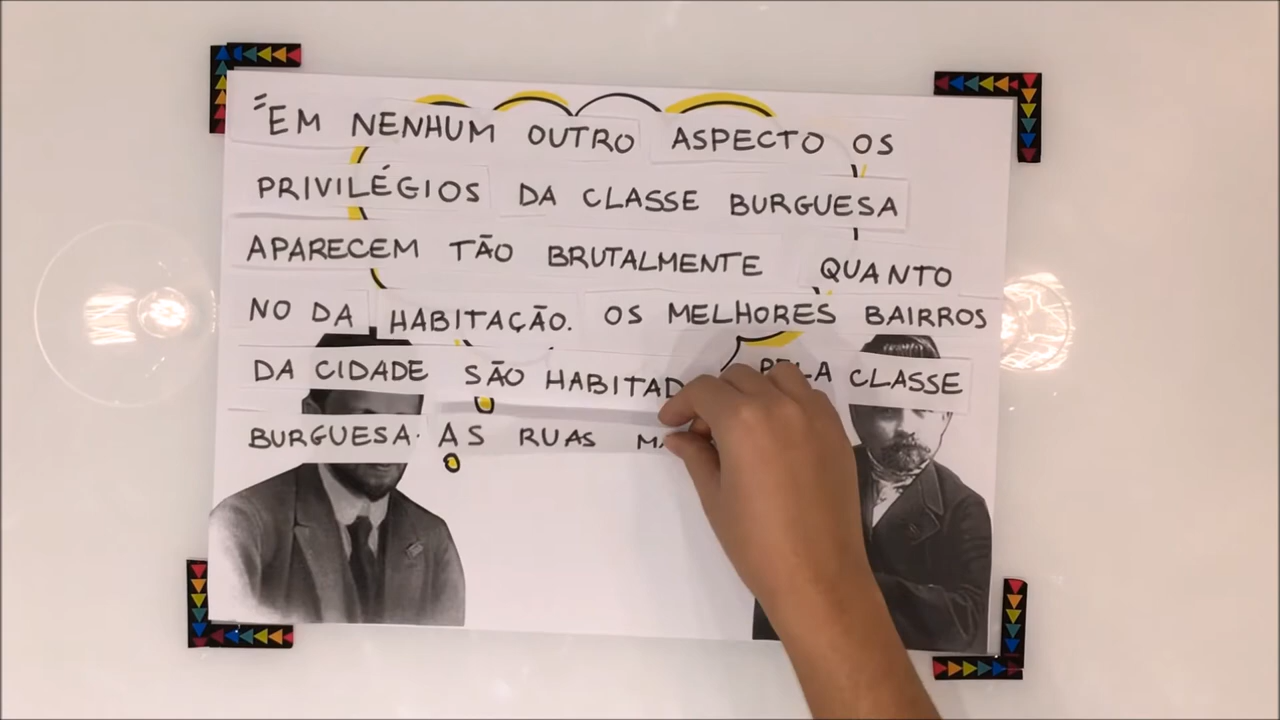 "EM NENHUM OUTRO ASPECTO OS
PRIVILÉGIOS DA CLASSE BURGUESA
APARECEM TÃO BRUTALMENTE QUANTO
NO DA HABITAÇÃO. OS MELHORES BAIRROS
DA CIDADE SÃO CLASSE
BURGUESA. AS RUAS